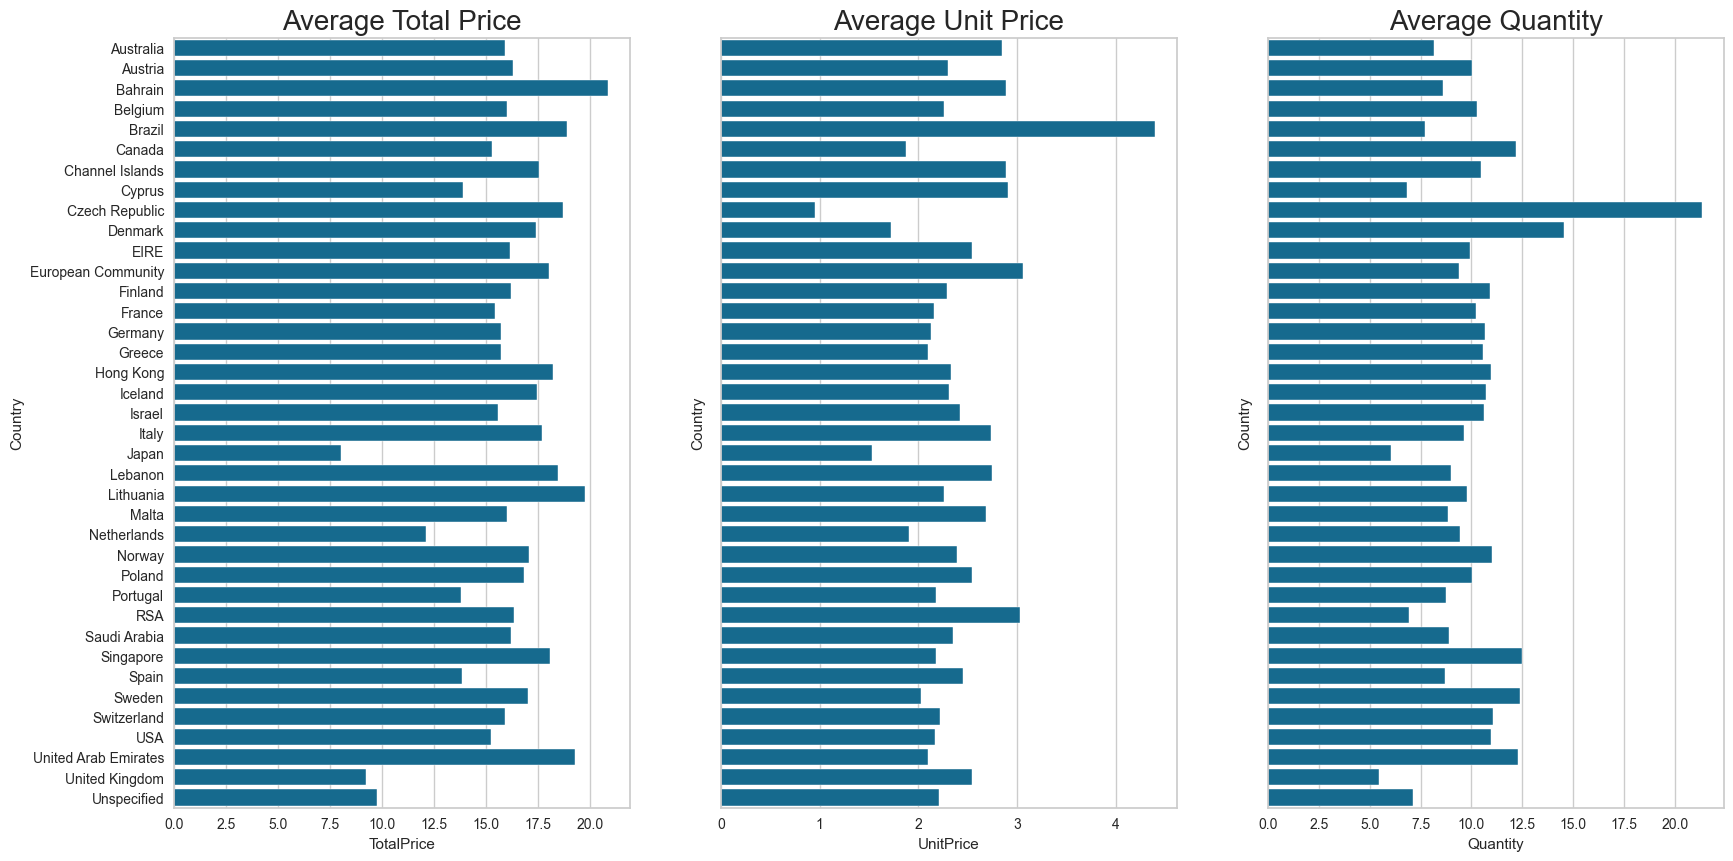 Average Total Price
Average Unit Price
Average Quantity
Country
Australia
Austria
Bahrain
Belgium
Brazil
Canada
Channel Islands
Cyprus
Czech Republic
Denmark
EIRE
European Community
Finland
France
Germany
Greece
Hong Kong
Iceland
Israel
Italy
Japan
Lebanon
Lithuania
Malta
Netherlands
Norway
Poland
Portugal
RSA
Saudi Arabia
Singapore
Spain
Sweden
Switzerland
USA
United Arab Emirates
United Kingdom
Unspecified
0.0 2.5 5.0 7.5 10.0 12.5 15.0 17.5 20.0
TotalPrice
Country
0 1 2 3 4
UnitPrice
Country
0.0 2.5 5.0 7.5 10.0 12.5 15.0 17.5 20.0
Quantity